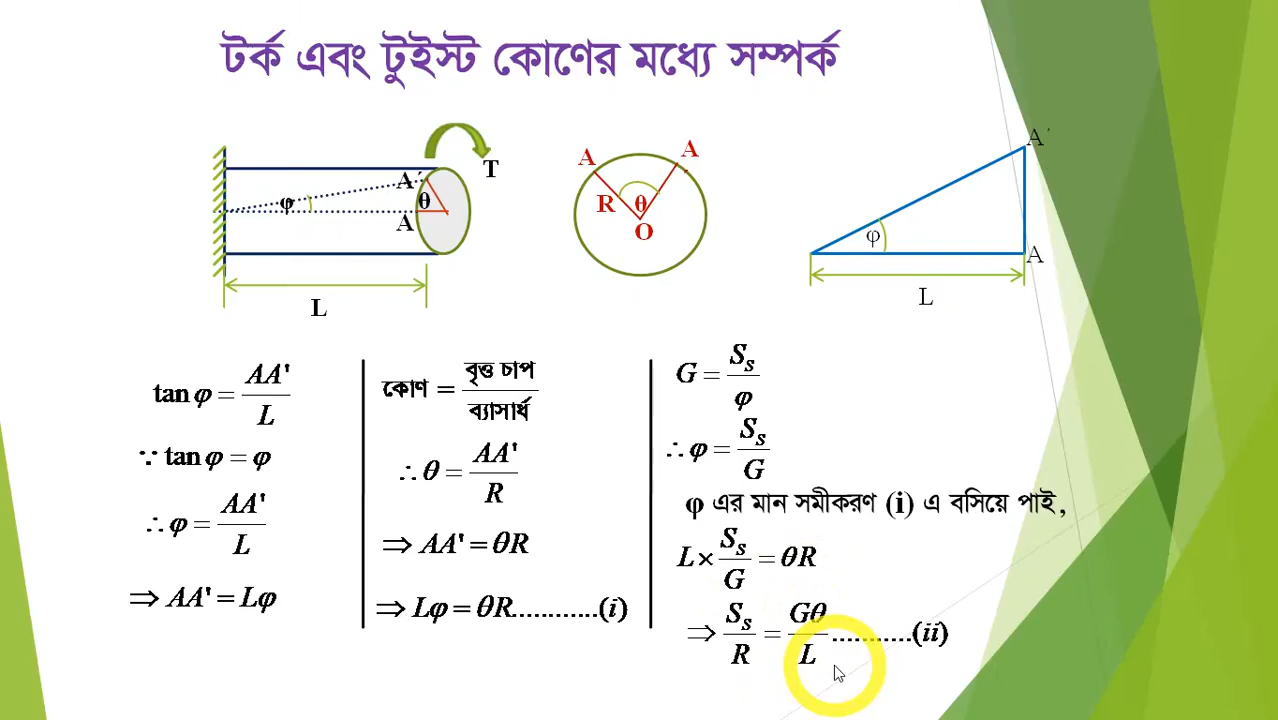 টর্ক এবং টুইস্ট কোণের মধ্যে সম্পর্ক
T
A'
φ
θ
A
L
A
A
R
θ
O
A'
φ
A
L
tan φ = AA' / L
∵ tan φ = φ
∴ φ = AA' / L
⇒ AA' = Lφ
কোণ = বৃত্ত চাপ / ব্যাসার্ধ
∴ θ = AA' / R
⇒ AA' = θR
⇒ Lφ = θR............(i)
G = S_s / φ
∴ φ = S_s / G
φ এর মান সমীকরণ (i) এ বসিয়ে পাই,
L × S_s / G = θR
⇒ S_s / R = Gθ / L ...........(ii)